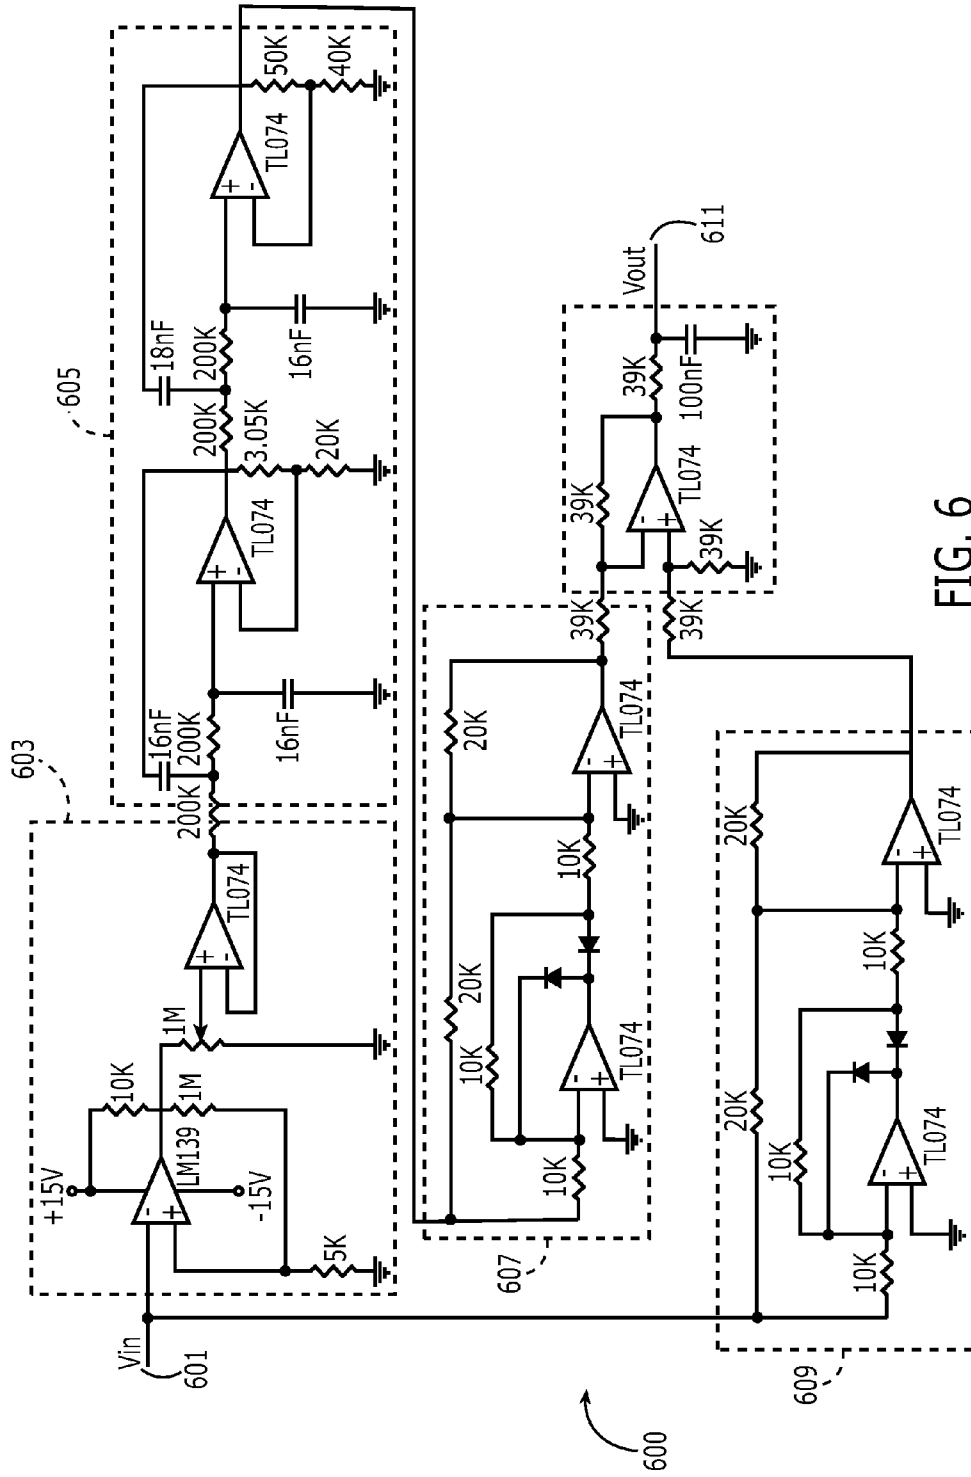 601
Vin
603
+15V
-15V
-
+
LM139
10K
1M
5K
1M
+
-
TL074
605
200K
16nF
200K
16nF
+
-
TL074
3.05K
20K
200K
18nF
200K
16nF
+
-
TL074
50K
40K
607
10K
10K
20K
-
+
TL074
10K
20K
-
+
TL074
39K
39K
39K
39K
-
+
TL074
39K
100nF
Vout
611
609
10K
10K
20K
-
+
TL074
10K
20K
-
+
TL074
600
FIG. 6